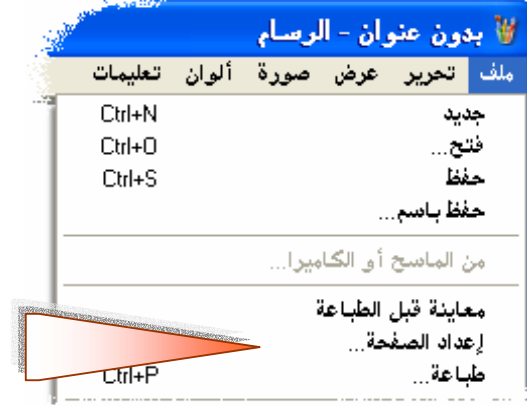 بدون عنوان - الرسام
ملف تحرير عرض صورة ألوان تعليمات
جديد Ctrl+N
فتح... Ctrl+O
حفظ Ctrl+S
حفظ باسم...
من الماسح أو الكاميرا...
معاينة قبل الطباعة
إعداد الصفحة...
طباعة... Ctrl+P